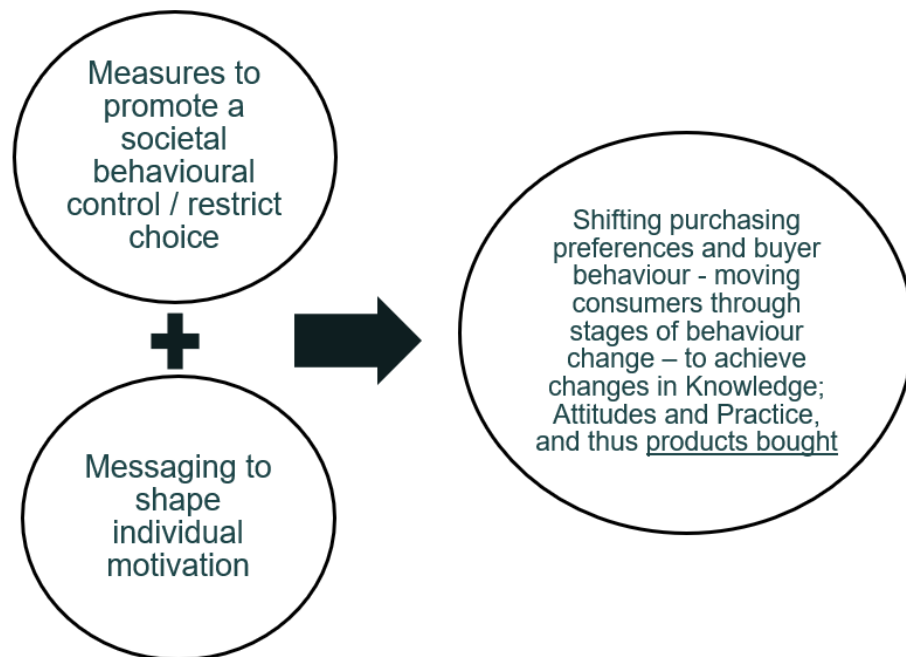 Measures to
promote a
societal
behavioural
control / restrict
choice
Messaging to
shape
individual
motivation
Shifting purchasing
preferences and buyer
behaviour - moving
consumers through
stages of behaviour
change – to achieve
changes in Knowledge;
Attitudes and Practice,
and thus products bought